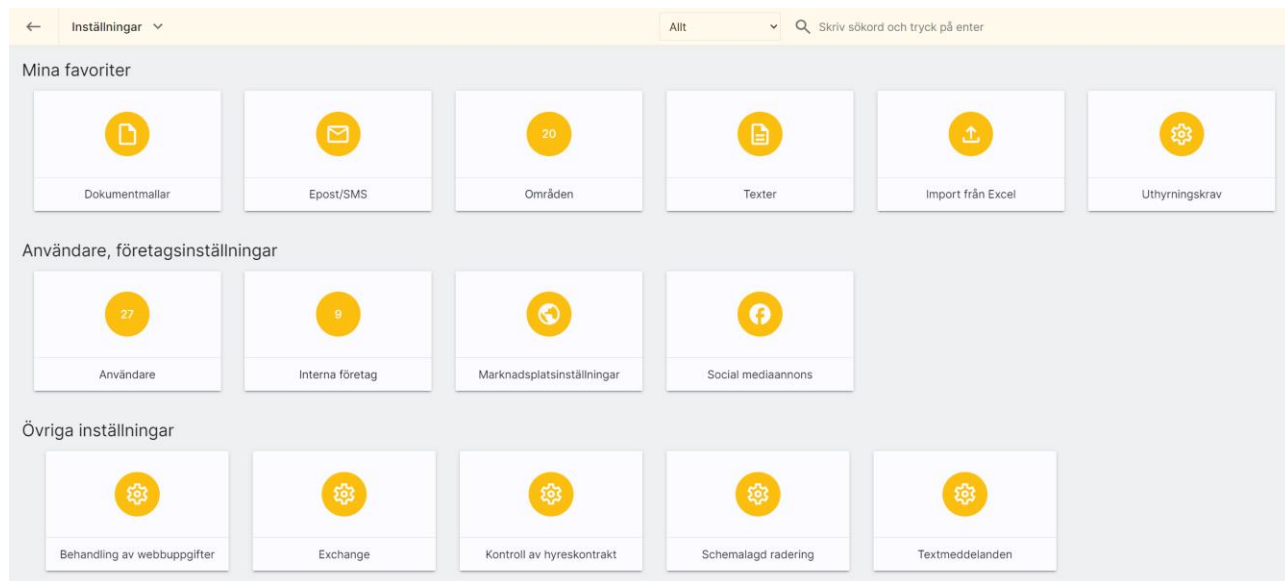 Inställningar
Allt
Skriv sökord och tryck på enter
Mina favoriter
20
Dokumentmallar
Epost/SMS
Områden
Texter
Import från Excel
Uthyrningskrav
Användare, företagsinställningar
27
9
Användare
Interna företag
Marknadsplatsinställningar
Social mediaannons
Övriga inställningar
Behandling av webbuppgifter
Exchange
Kontroll av hyreskontrakt
Schemalagd radering
Textmeddelanden